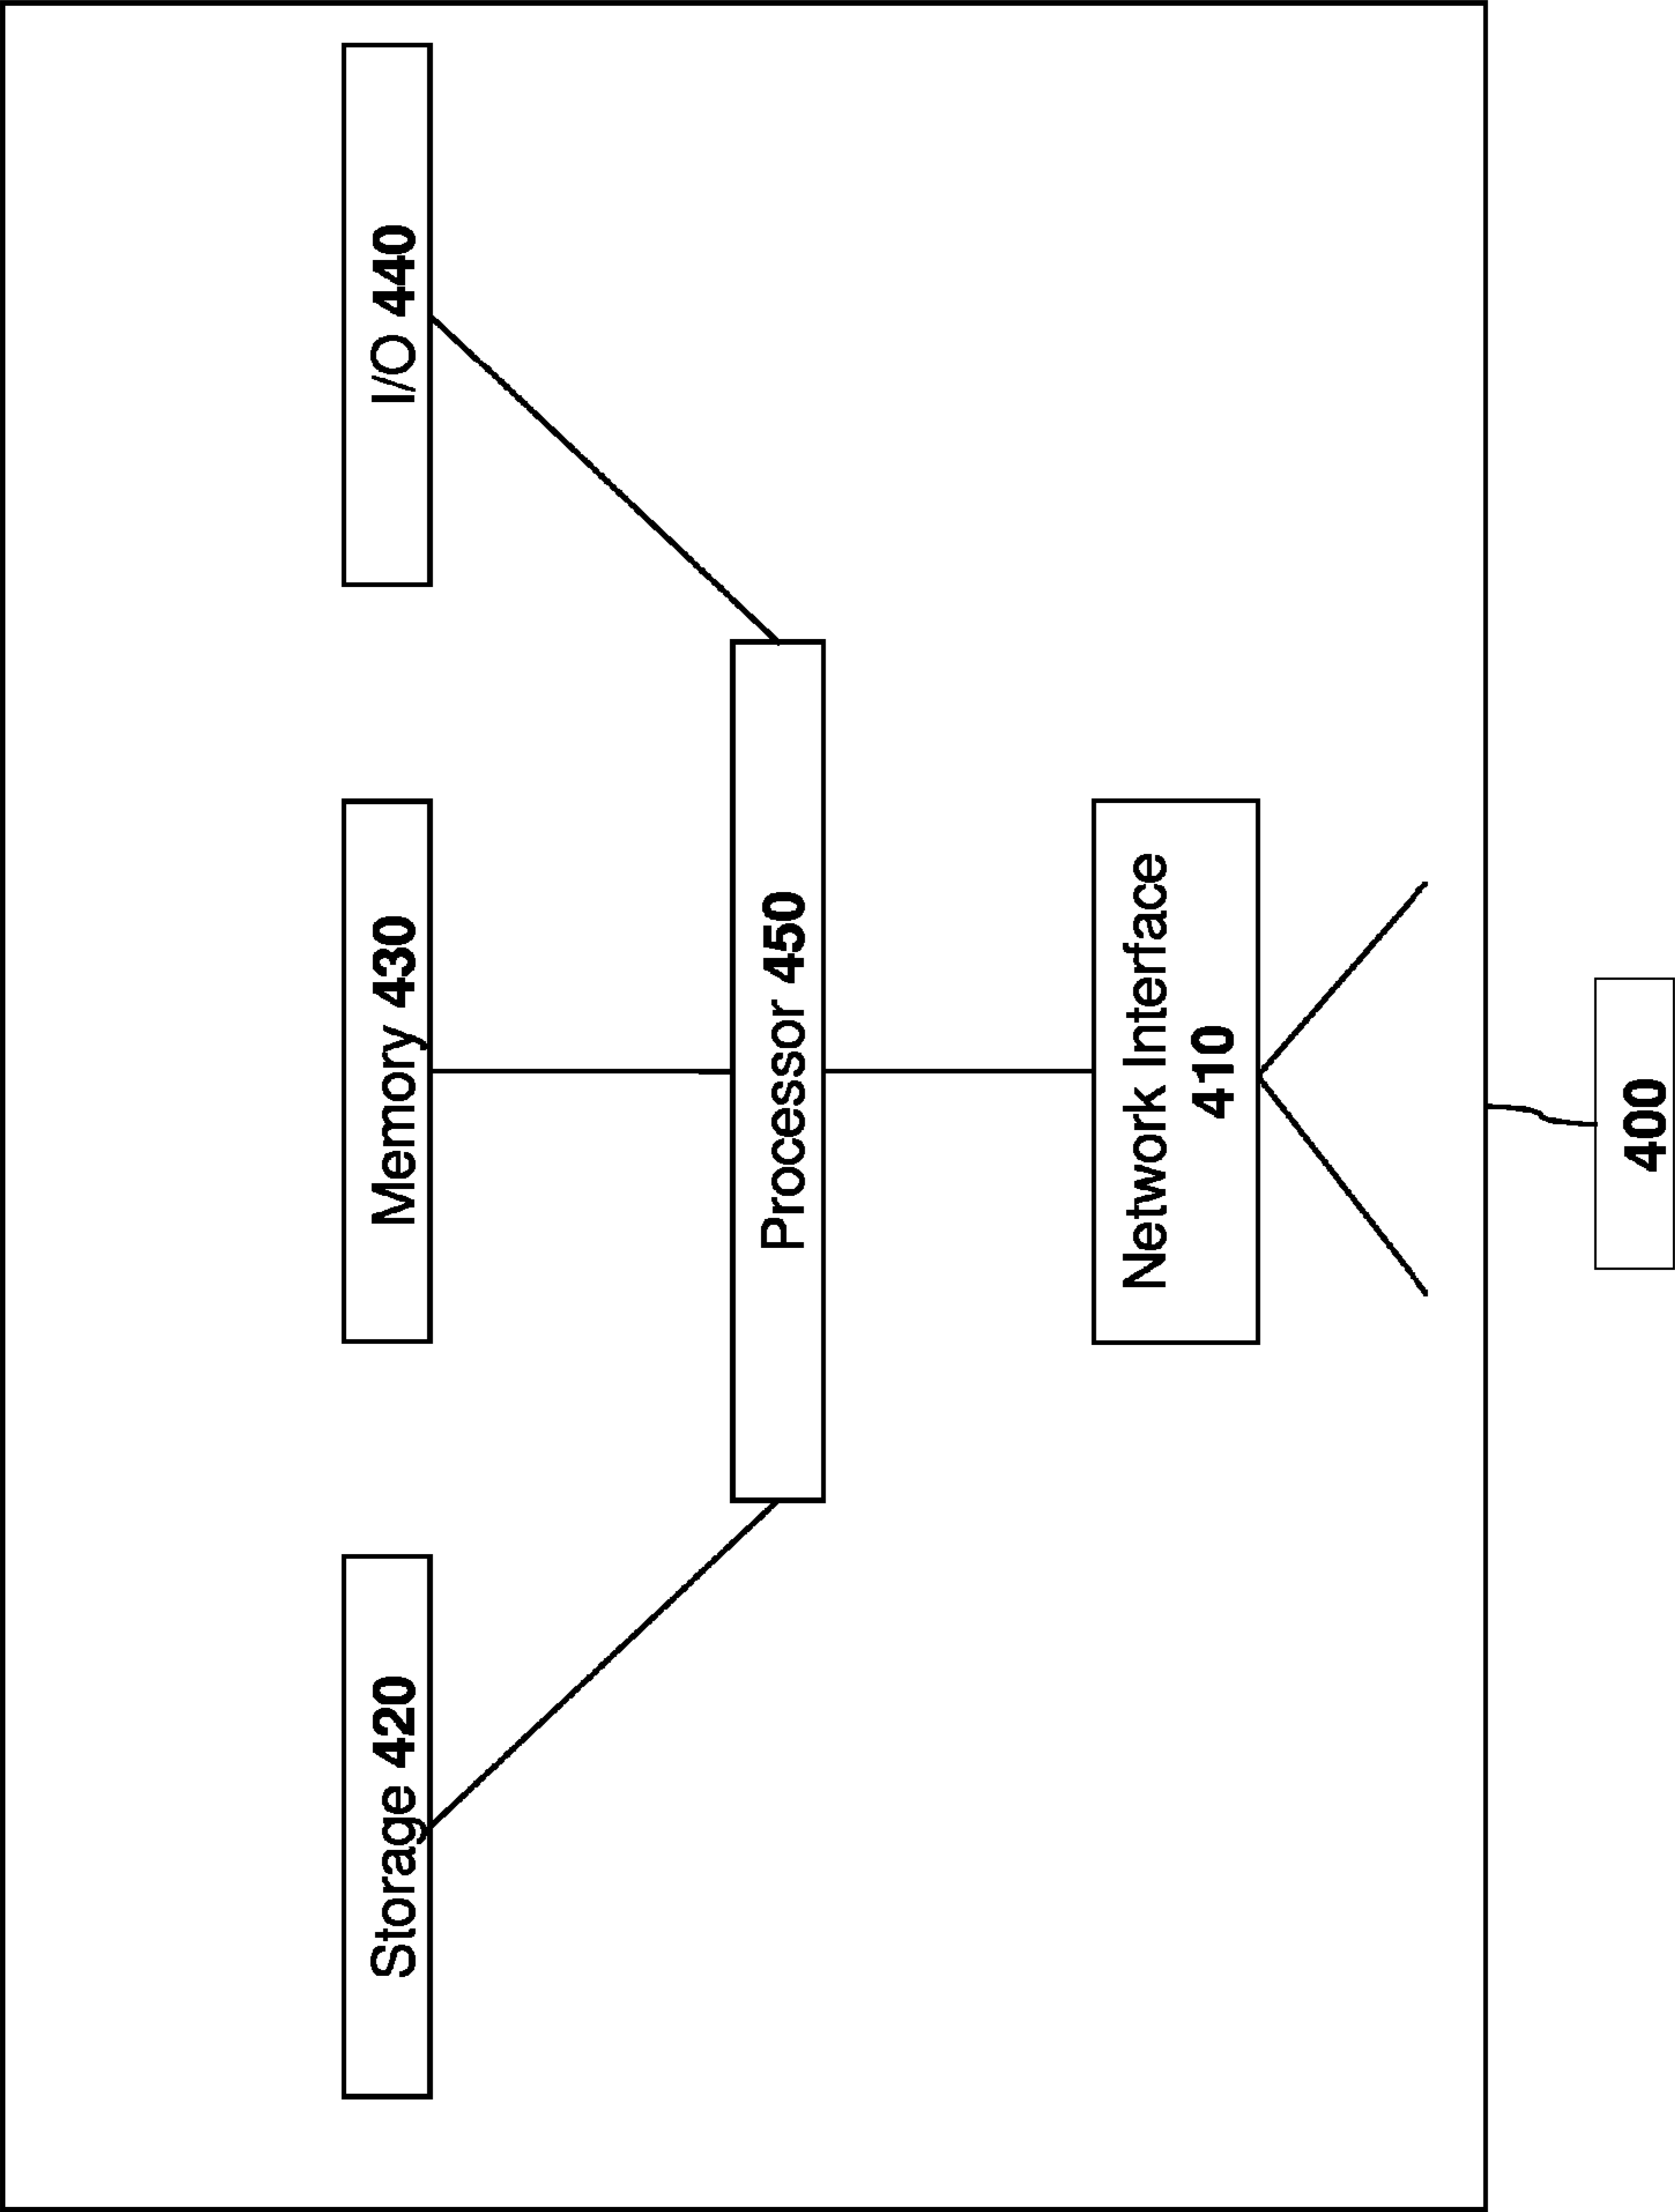 Storage 420
Memory 430
I/O 440
Processor 450
Network Interface
410
400